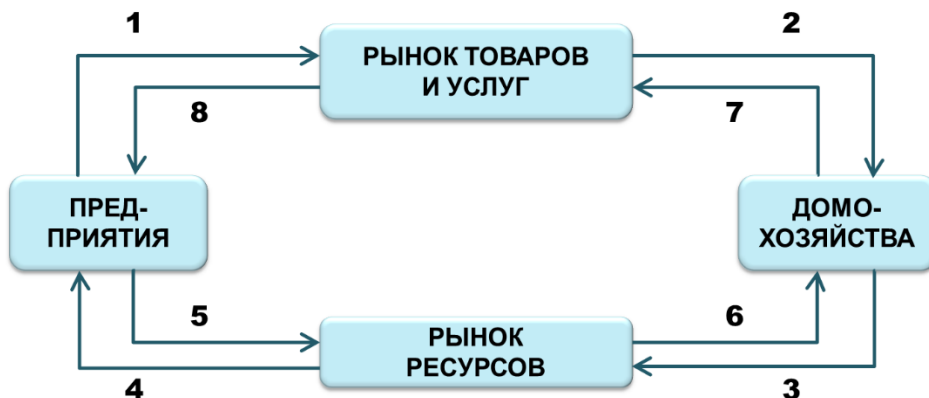 1
2
РЫНОК ТОВАРОВ
И УСЛУГ
8
7
ПРЕД-
ПРИЯТИЯ
ДОМО-
ХОЗЯЙСТВА
5
6
РЫНОК
РЕСУРСОВ
4
3